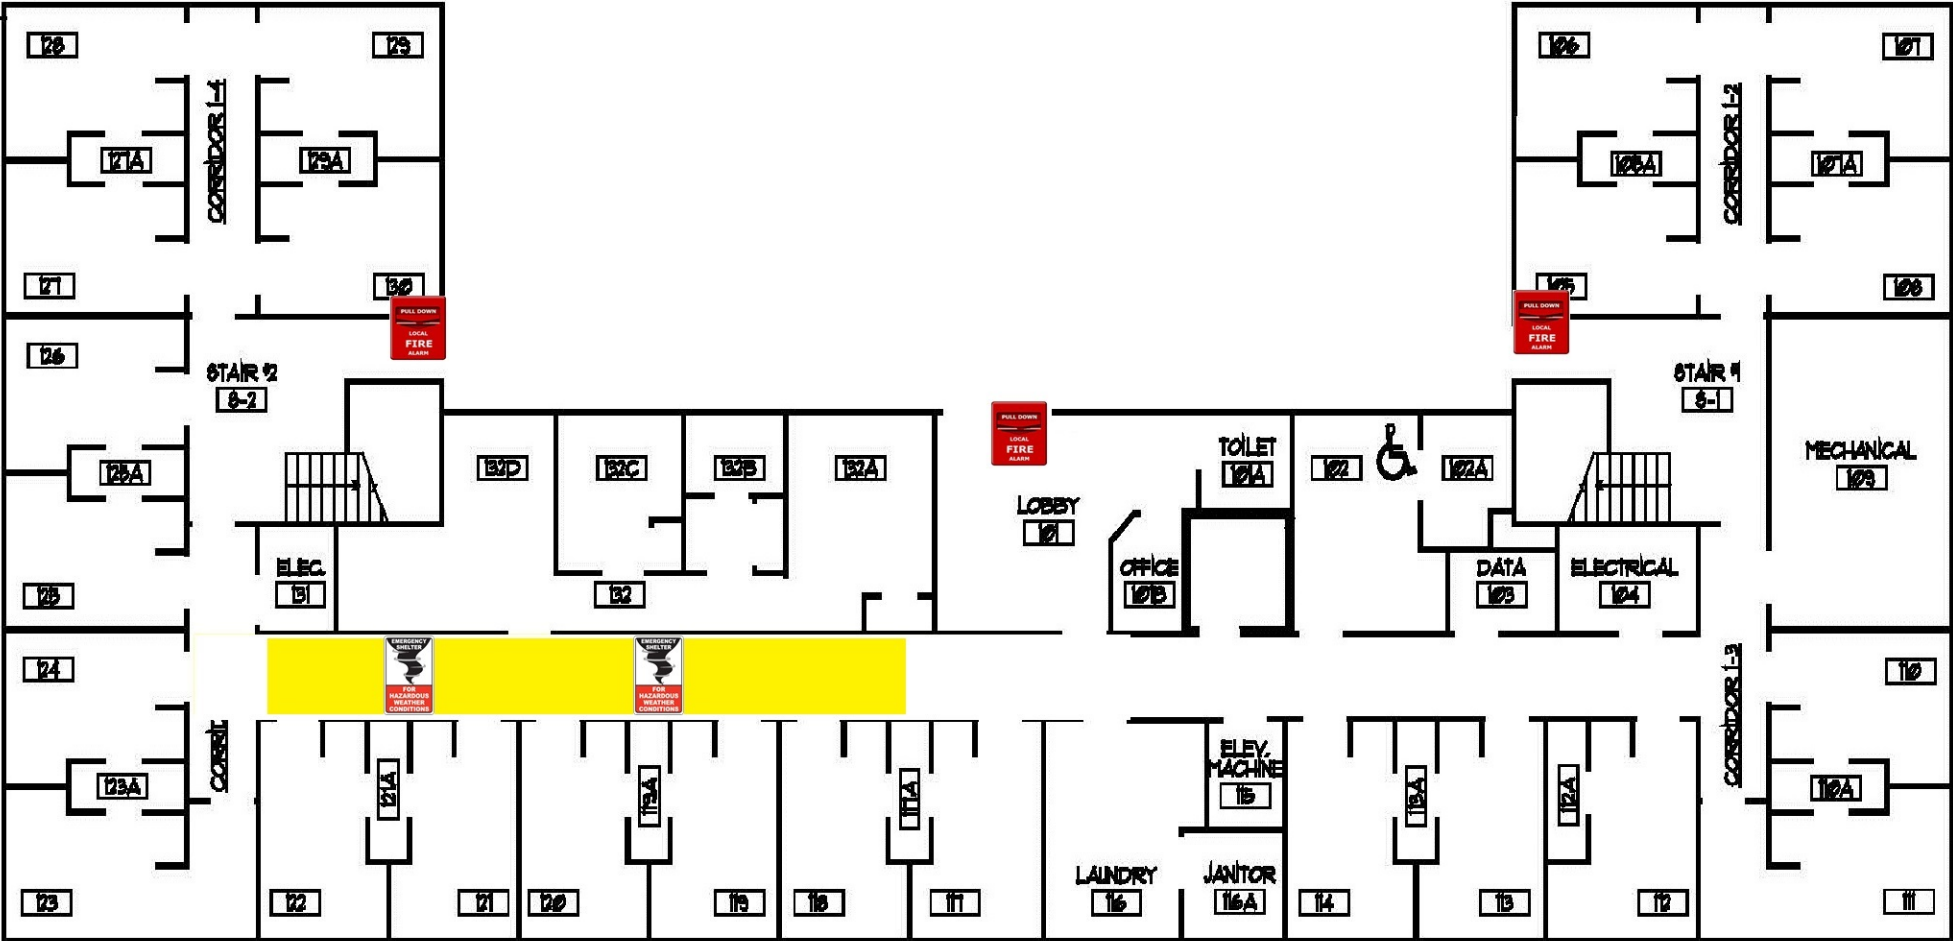 128
129
106
107
CORRIDOR 1-4
CORRIDOR 1-2
127A
129A
107A
127
130
105
108
PULL DOWN
LOCAL
FIRE
ALARM
PULL DOWN
LOCAL
FIRE
ALARM
126
STAIR #2
S-2
STAIR #1
S-1
PULL DOWN
LOCAL
FIRE
ALARM
125A
132D
132C
132B
132A
TOILET
101A
102
102A
MECHANICAL
109
LOBBY
101
125
ELEC.
131
132
OFFICE
101B
DATA
103
ELECTRICAL
104
124
EMERGENCY
SHELTER
FOR
HAZARDOUS
WEATHER
CONDITIONS
EMERGENCY
SHELTER
FOR
HAZARDOUS
WEATHER
CONDITIONS
110
CORRI
CORRIDOR 1-3
123A
121A
119A
117A
ELEV.
MACHINE
115
113A
112A
110A
123
122
121
120
119
118
117
LAUNDRY
116
JANITOR
116A
114
113
112
111